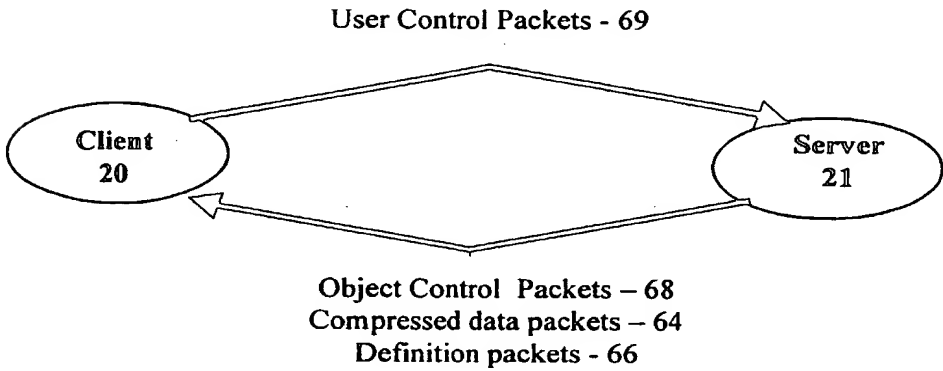 User Control Packets - 69
Client
20
Server
21
Object Control Packets – 68
Compressed data packets – 64
Definition packets - 66